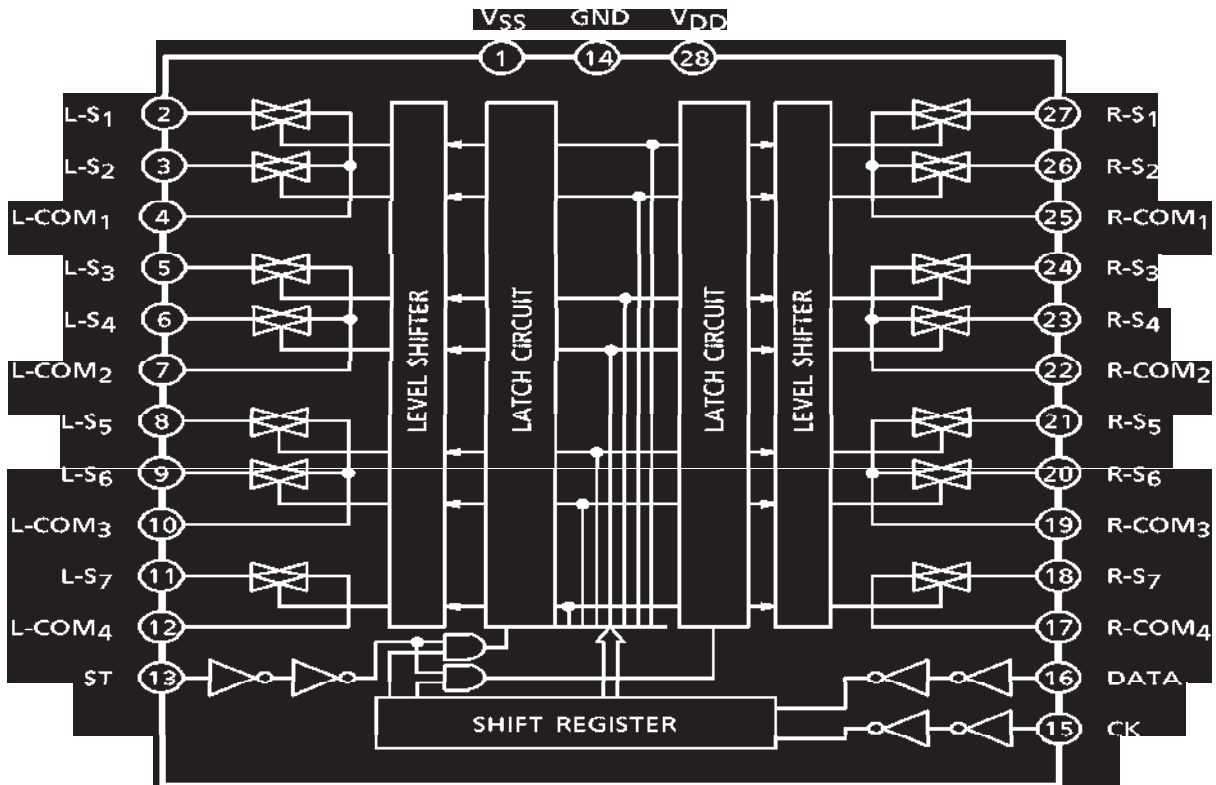 VSS GND VDD
1 14 28
L-S1 2 27 R-S1
L-S2 3 26 R-S2
L-COM1 4 25 R-COM1
L-S3 5 24 R-S3
L-S4 6 23 R-S4
L-COM2 7 22 R-COM2
L-S5 8 21 R-S5
L-S6 9 20 R-S6
L-COM3 10 19 R-COM3
L-S7 11 18 R-S7
L-COM4 12 17 R-COM4
ST 13 16 DATA
15 CK
LEVEL SHIFTER
LATCH CIRCUIT
LATCH CIRCUIT
LEVEL SHIFTER
SHIFT REGISTER